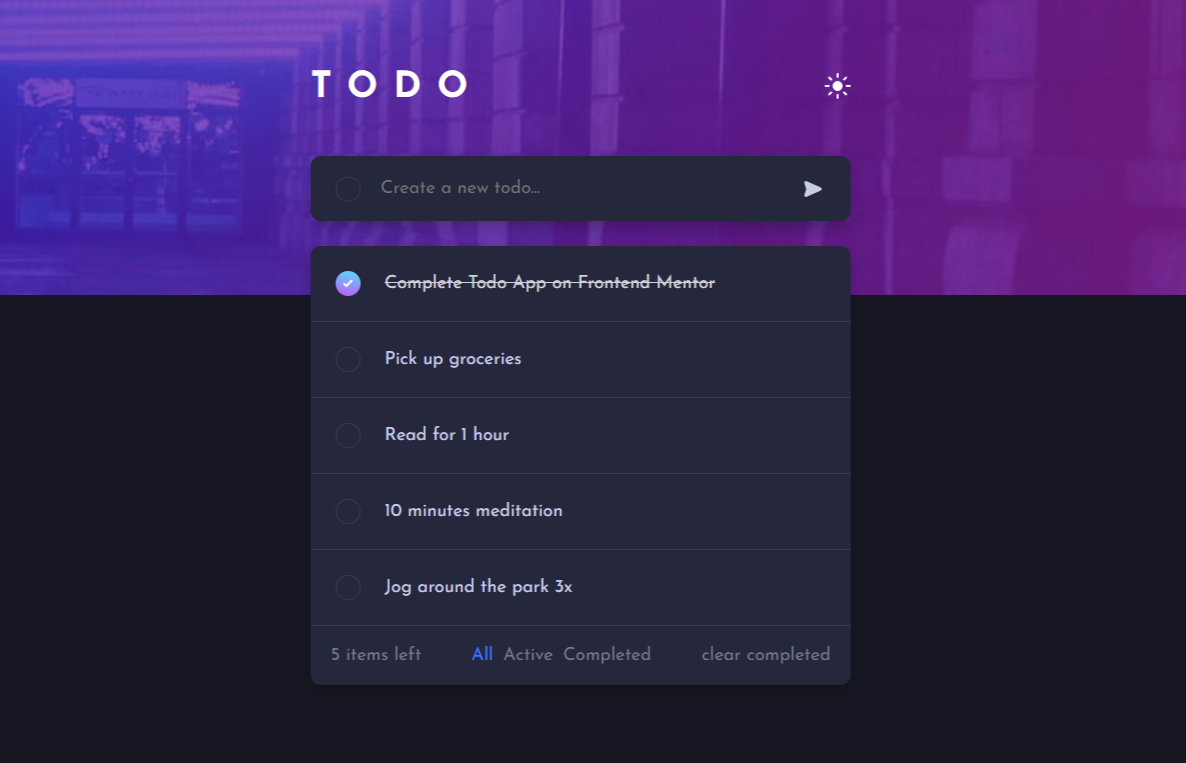 TODO
Create a new todo...
Complete Todo App on Frontend Mentor
Pick up groceries
Read for 1 hour
10 minutes meditation
Jog around the park 3x
5 items left All Active Completed clear completed